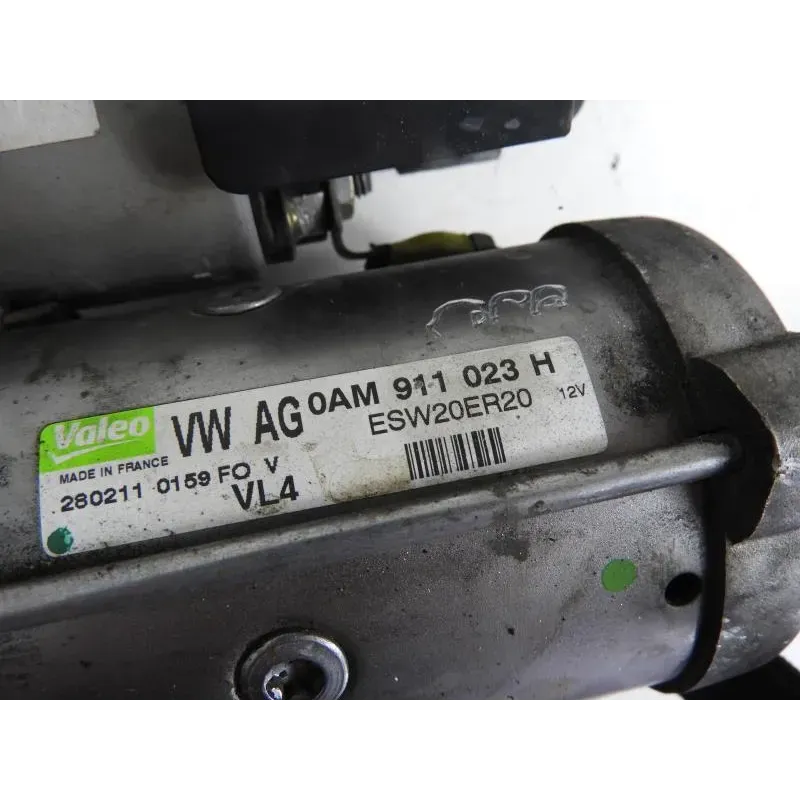 Valeo VW AG 0AM 911 023 H
ESW20ER20 12V
MADE IN FRANCE
280211 0159 FO V
VL4